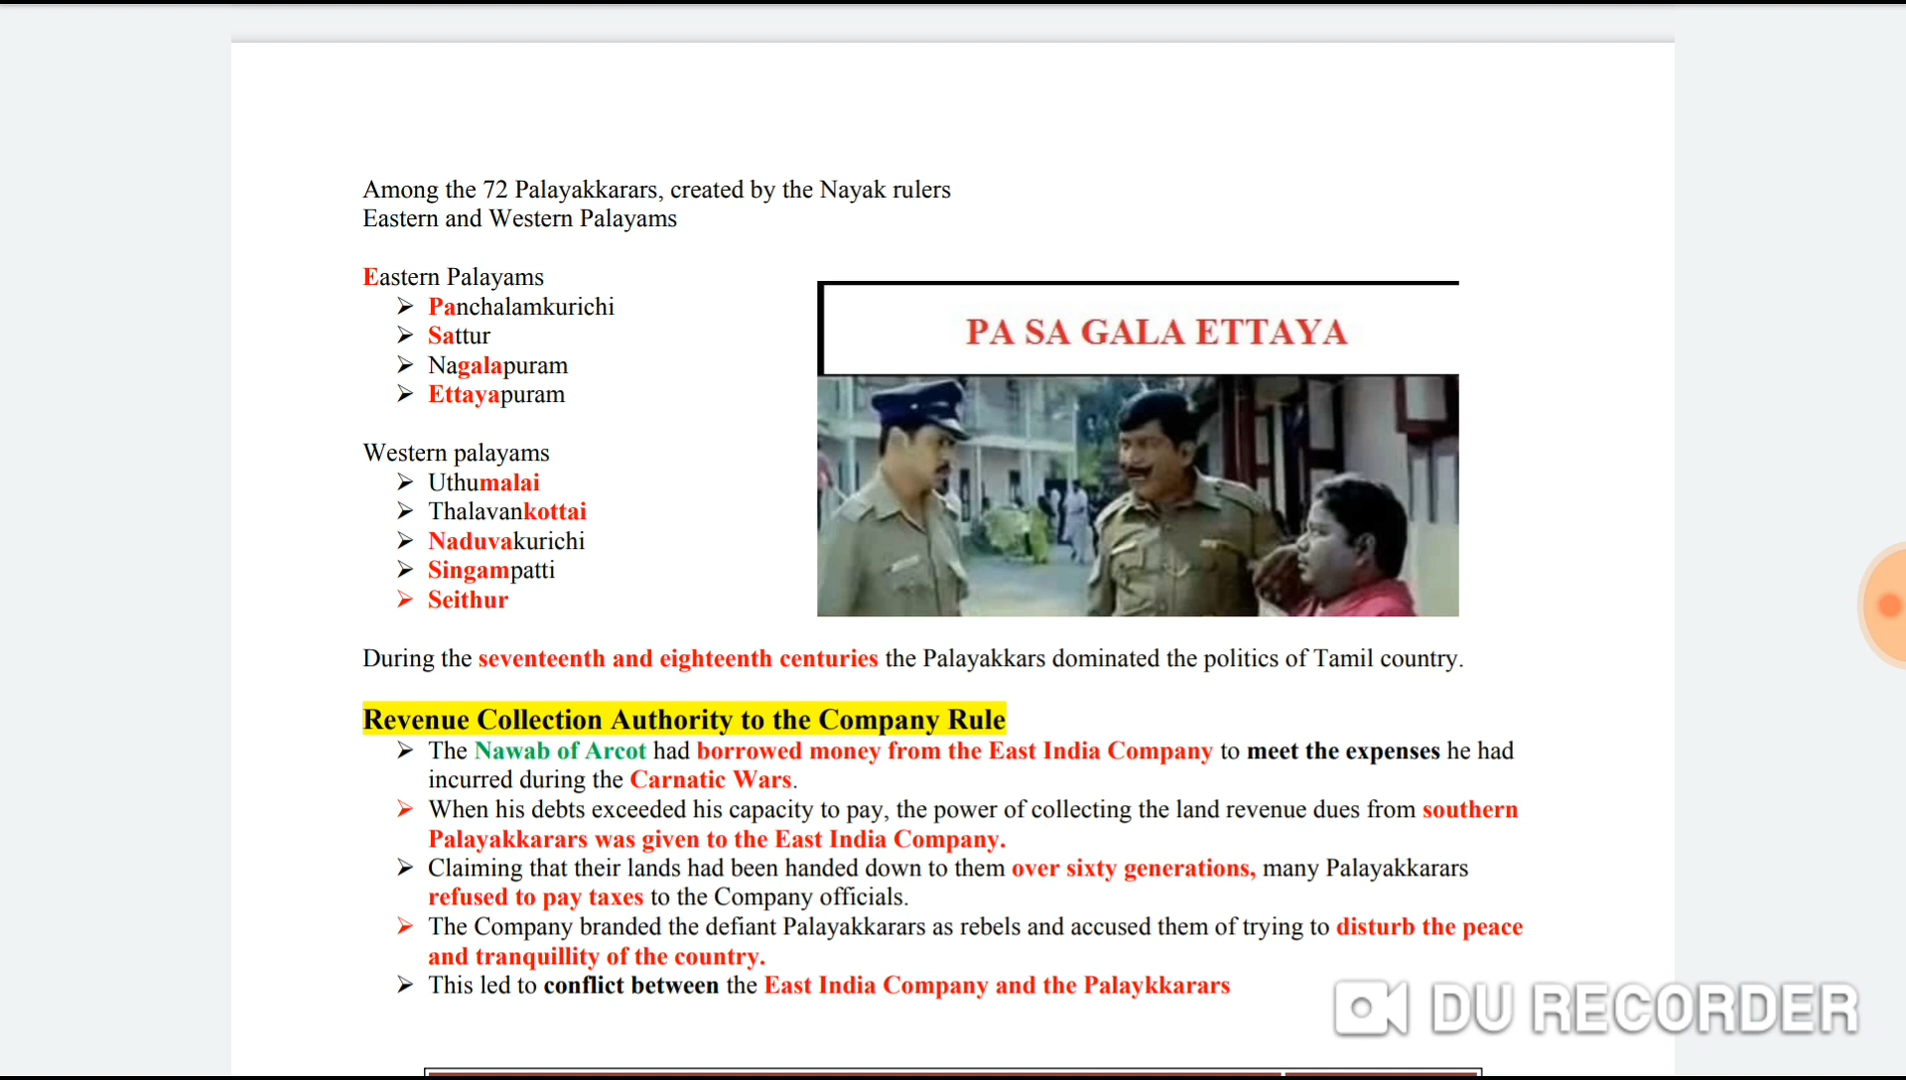 Among the 72 Palayakkarars, created by the Nayak rulers
Eastern and Western Palayams
Eastern Palayams
➤ Panchalamkurichi
➤ Sattur
➤ Nagalapuram
➤ Ettayapuram
PA SA GALA ETTAYA
Western palayams
➤ Uthumalai
➤ Thalavankottai
➤ Naduvakurichi
➤ Singampatti
➤ Seithur
During the seventeenth and eighteenth centuries the Palayakkars dominated the politics of Tamil country.
Revenue Collection Authority to the Company Rule
➤ The Nawab of Arcot had borrowed money from the East India Company to meet the expenses he had
incurred during the Carnatic Wars.
➤ When his debts exceeded his capacity to pay, the power of collecting the land revenue dues from southern
Palayakkarars was given to the East India Company.
➤ Claiming that their lands had been handed down to them over sixty generations, many Palayakkarars
refused to pay taxes to the Company officials.
➤ The Company branded the defiant Palayakkarars as rebels and accused them of trying to disturb the peace
and tranquillity of the country.
➤ This led to conflict between the East India Company and the Palaykkarars
DU RECORDER